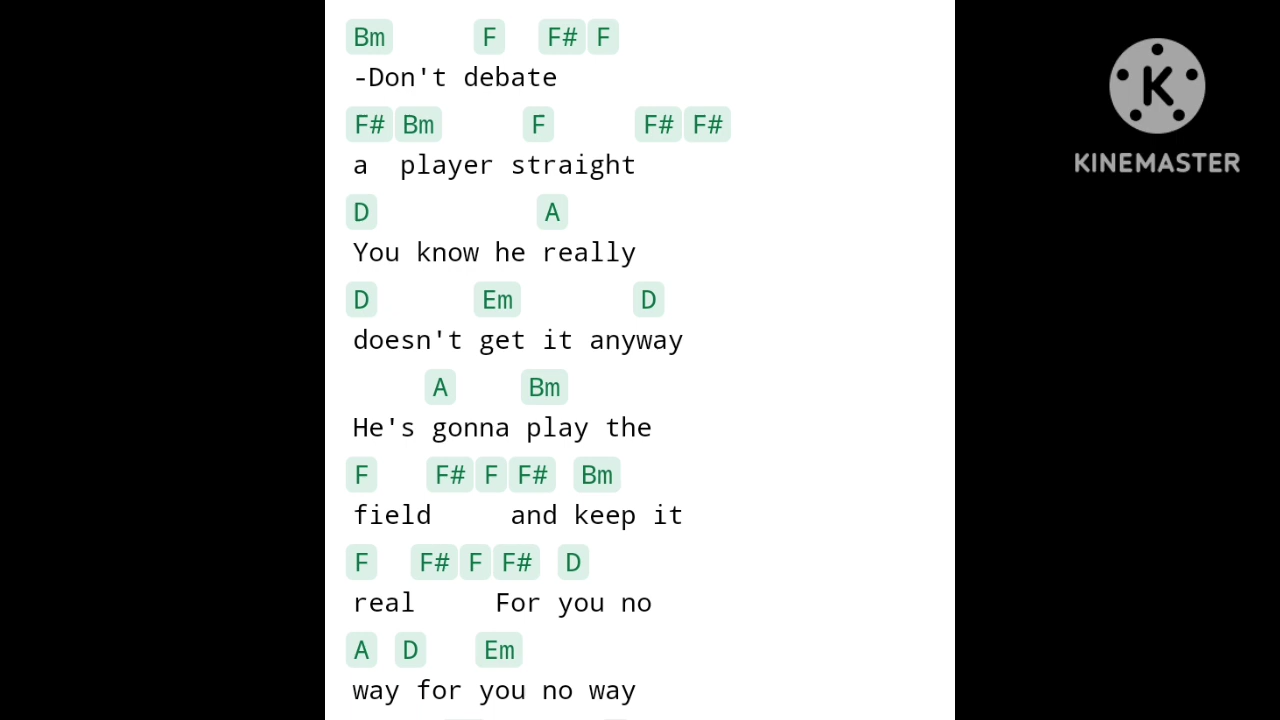 Bm F F# F
-Don't debate
F# Bm F F# F#
a player straight
D A
You know he really
D Em D
doesn't get it anyway
A Bm
He's gonna play the
F F# F F# Bm
field and keep it
F F# F F# D
real For you no
A D Em
way for you no way
K
KINEMASTER